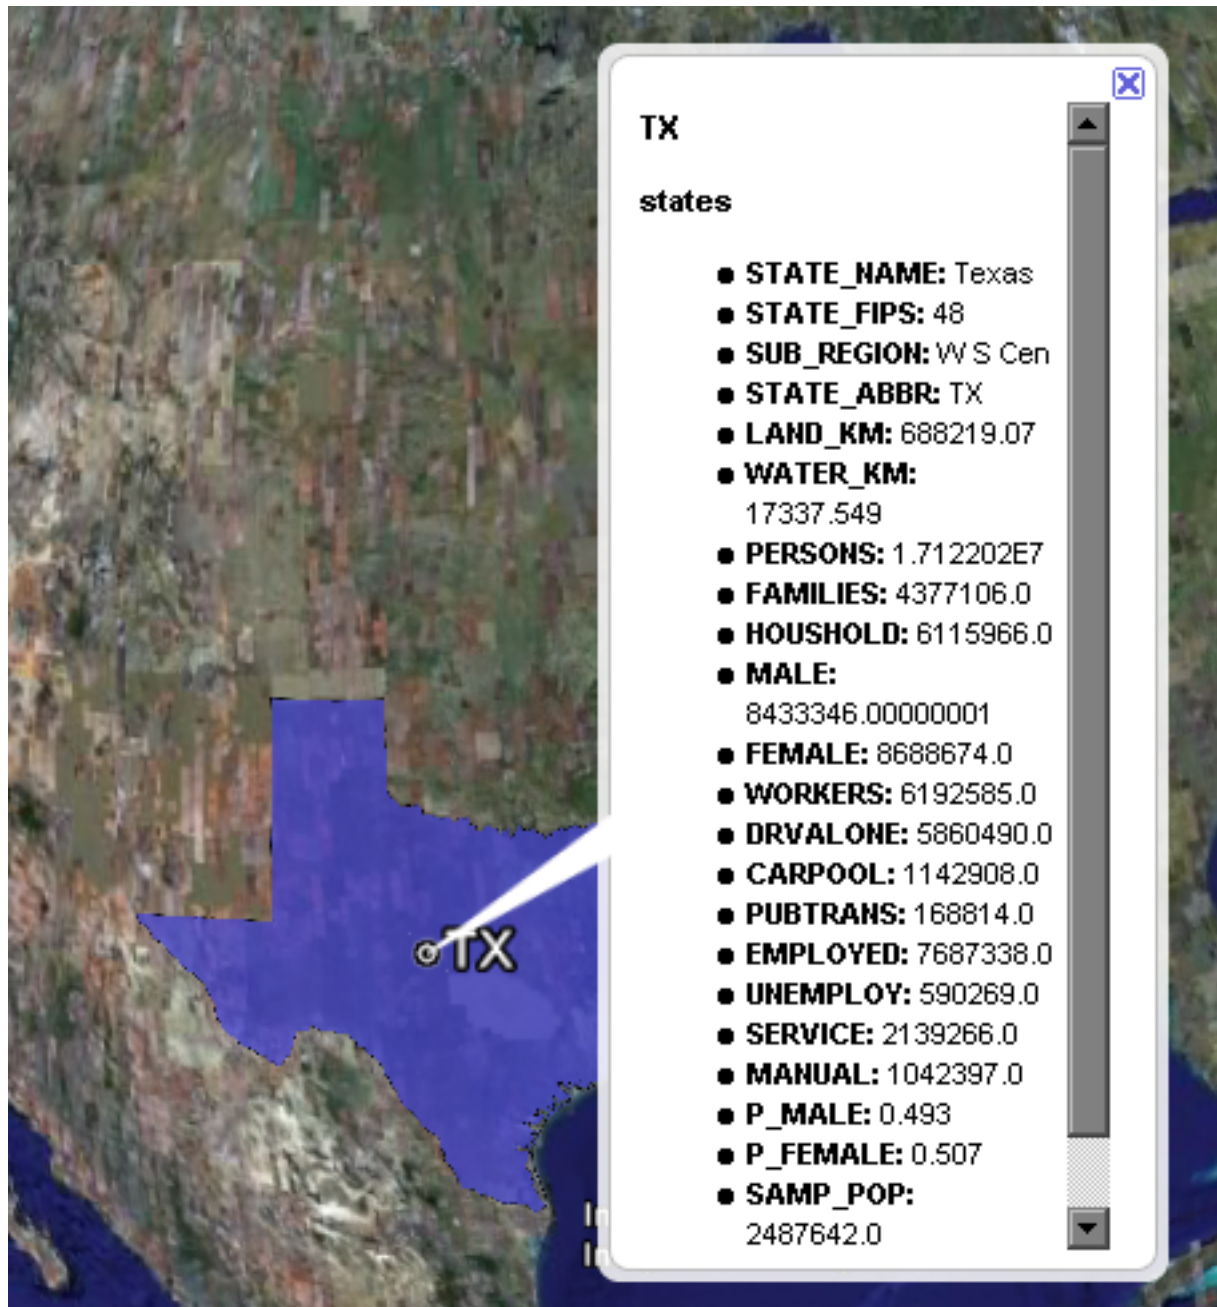 TX
states
STATE_NAME: Texas
STATE_FIPS: 48
SUB_REGION: W S Cen
STATE_ABBR: TX
LAND_KM: 688219.07
WATER_KM:
17337.549
PERSONS: 1.712202E7
FAMILIES: 4377106.0
HOUSHOLD: 6115966.0
MALE:
8433346.00000001
FEMALE: 8688674.0
WORKERS: 6192585.0
DRVALONE: 5860490.0
CARPOOL: 1142908.0
PUBTRANS: 168814.0
EMPLOYED: 7687338.0
UNEMPLOY: 590269.0
SERVICE: 2139266.0
MANUAL: 1042397.0
P_MALE: 0.493
P_FEMALE: 0.507
SAMP_POP:
2487642.0
TX